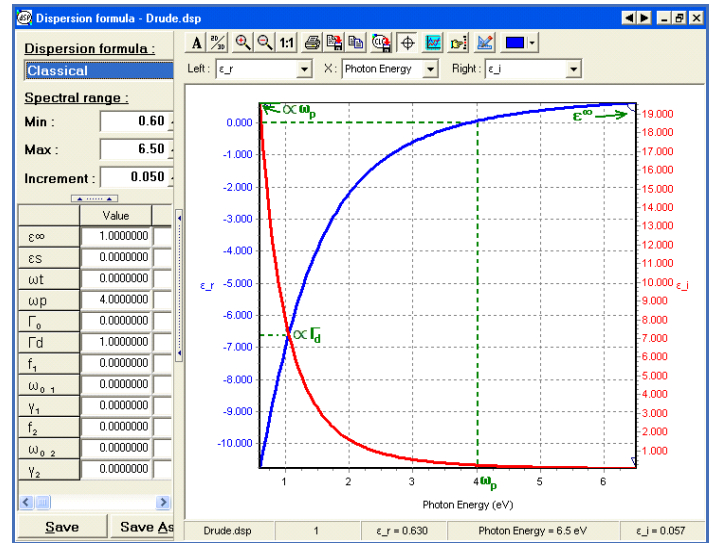 Dispersion formula - Drude.dsp
Dispersion formula :
Classical
Spectral range :
Min : 0.60
Max : 6.50
Increment : 0.050
Value
ε∞ 1.0000000
εs 0.0000000
ωt 0.0000000
ωp 4.0000000
Γ₀ 0.0000000
Γd 1.0000000
f₁ 0.0000000
ω₀ ₁ 0.0000000
γ₁ 0.0000000
f₂ 0.0000000
ω₀ ₂ 0.0000000
γ₂ 0.0000000
Save Save As
A 2D/3D 1:1
Left : ε_r X : Photon Energy Right : ε_i
∝ωp
ε∞
∝Γd
0.000
-1.000
-2.000
-3.000
-4.000
-5.000
-6.000
-7.000
-8.000
-9.000
-10.000
ε_r
19.000
18.000
17.000
16.000
15.000
14.000
13.000
12.000
11.000
10.000
9.000
8.000
7.000
6.000
5.000
4.000
3.000
2.000
1.000
ε_i
1 2 3 4 ωp 5 6
Photon Energy (eV)
Drude.dsp 1 ε_r = 0.630 Photon Energy = 6.5 eV ε_i = 0.057